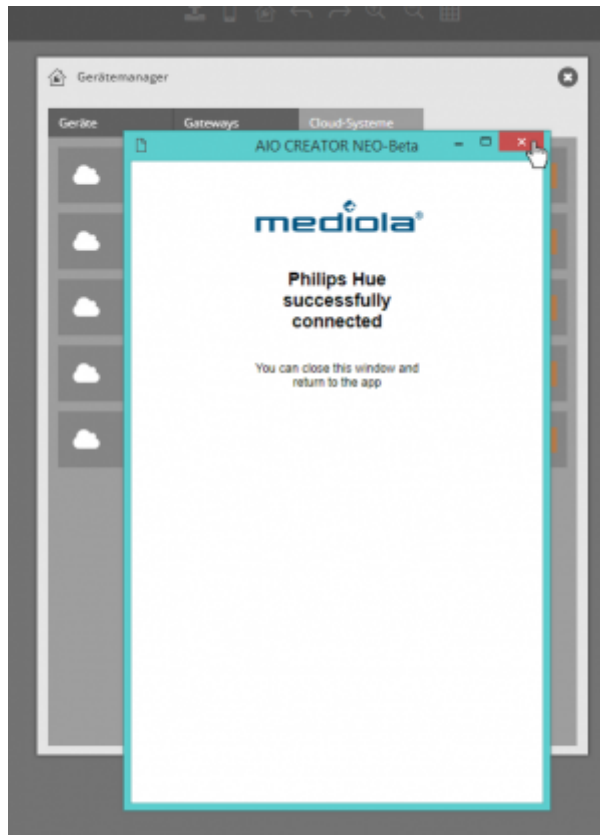 Gerätemanager
Geräte Gateways Cloud-Systeme
AIO CREATOR NEO-Beta
mediola®
Philips Hue
successfully
connected
You can close this window and
return to the app